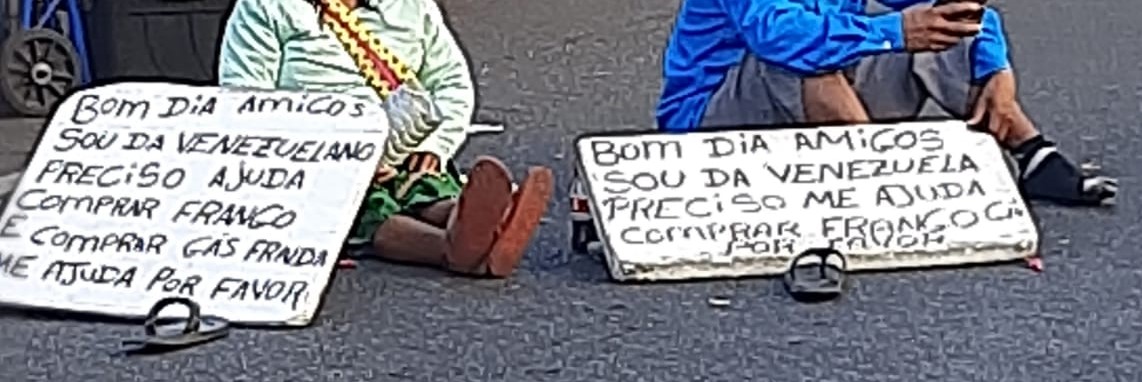 BOM DIA AMIGOS
SOU DA VENEZUELANO
PRECISO AJUDA
COMPRAR FRANGO
E COMPRAR GÁS FRNDA
ME AJUDA POR FAVOR
BOM DIA AMIGOS
SOU DA VENEZUELA
PRECISO ME AJUDA
COMPRAR FRANGO
POR FAVOR